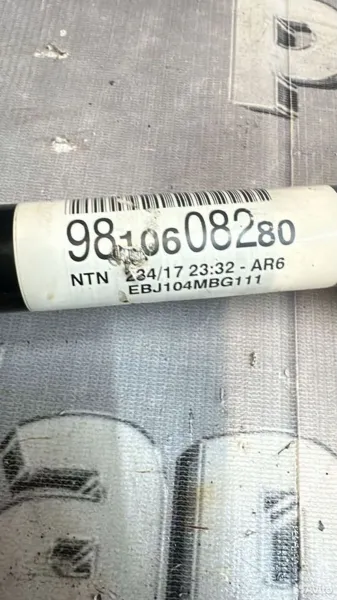 9810608280
NTN 234/17 23:32 - AR6
EBJ104MBG111